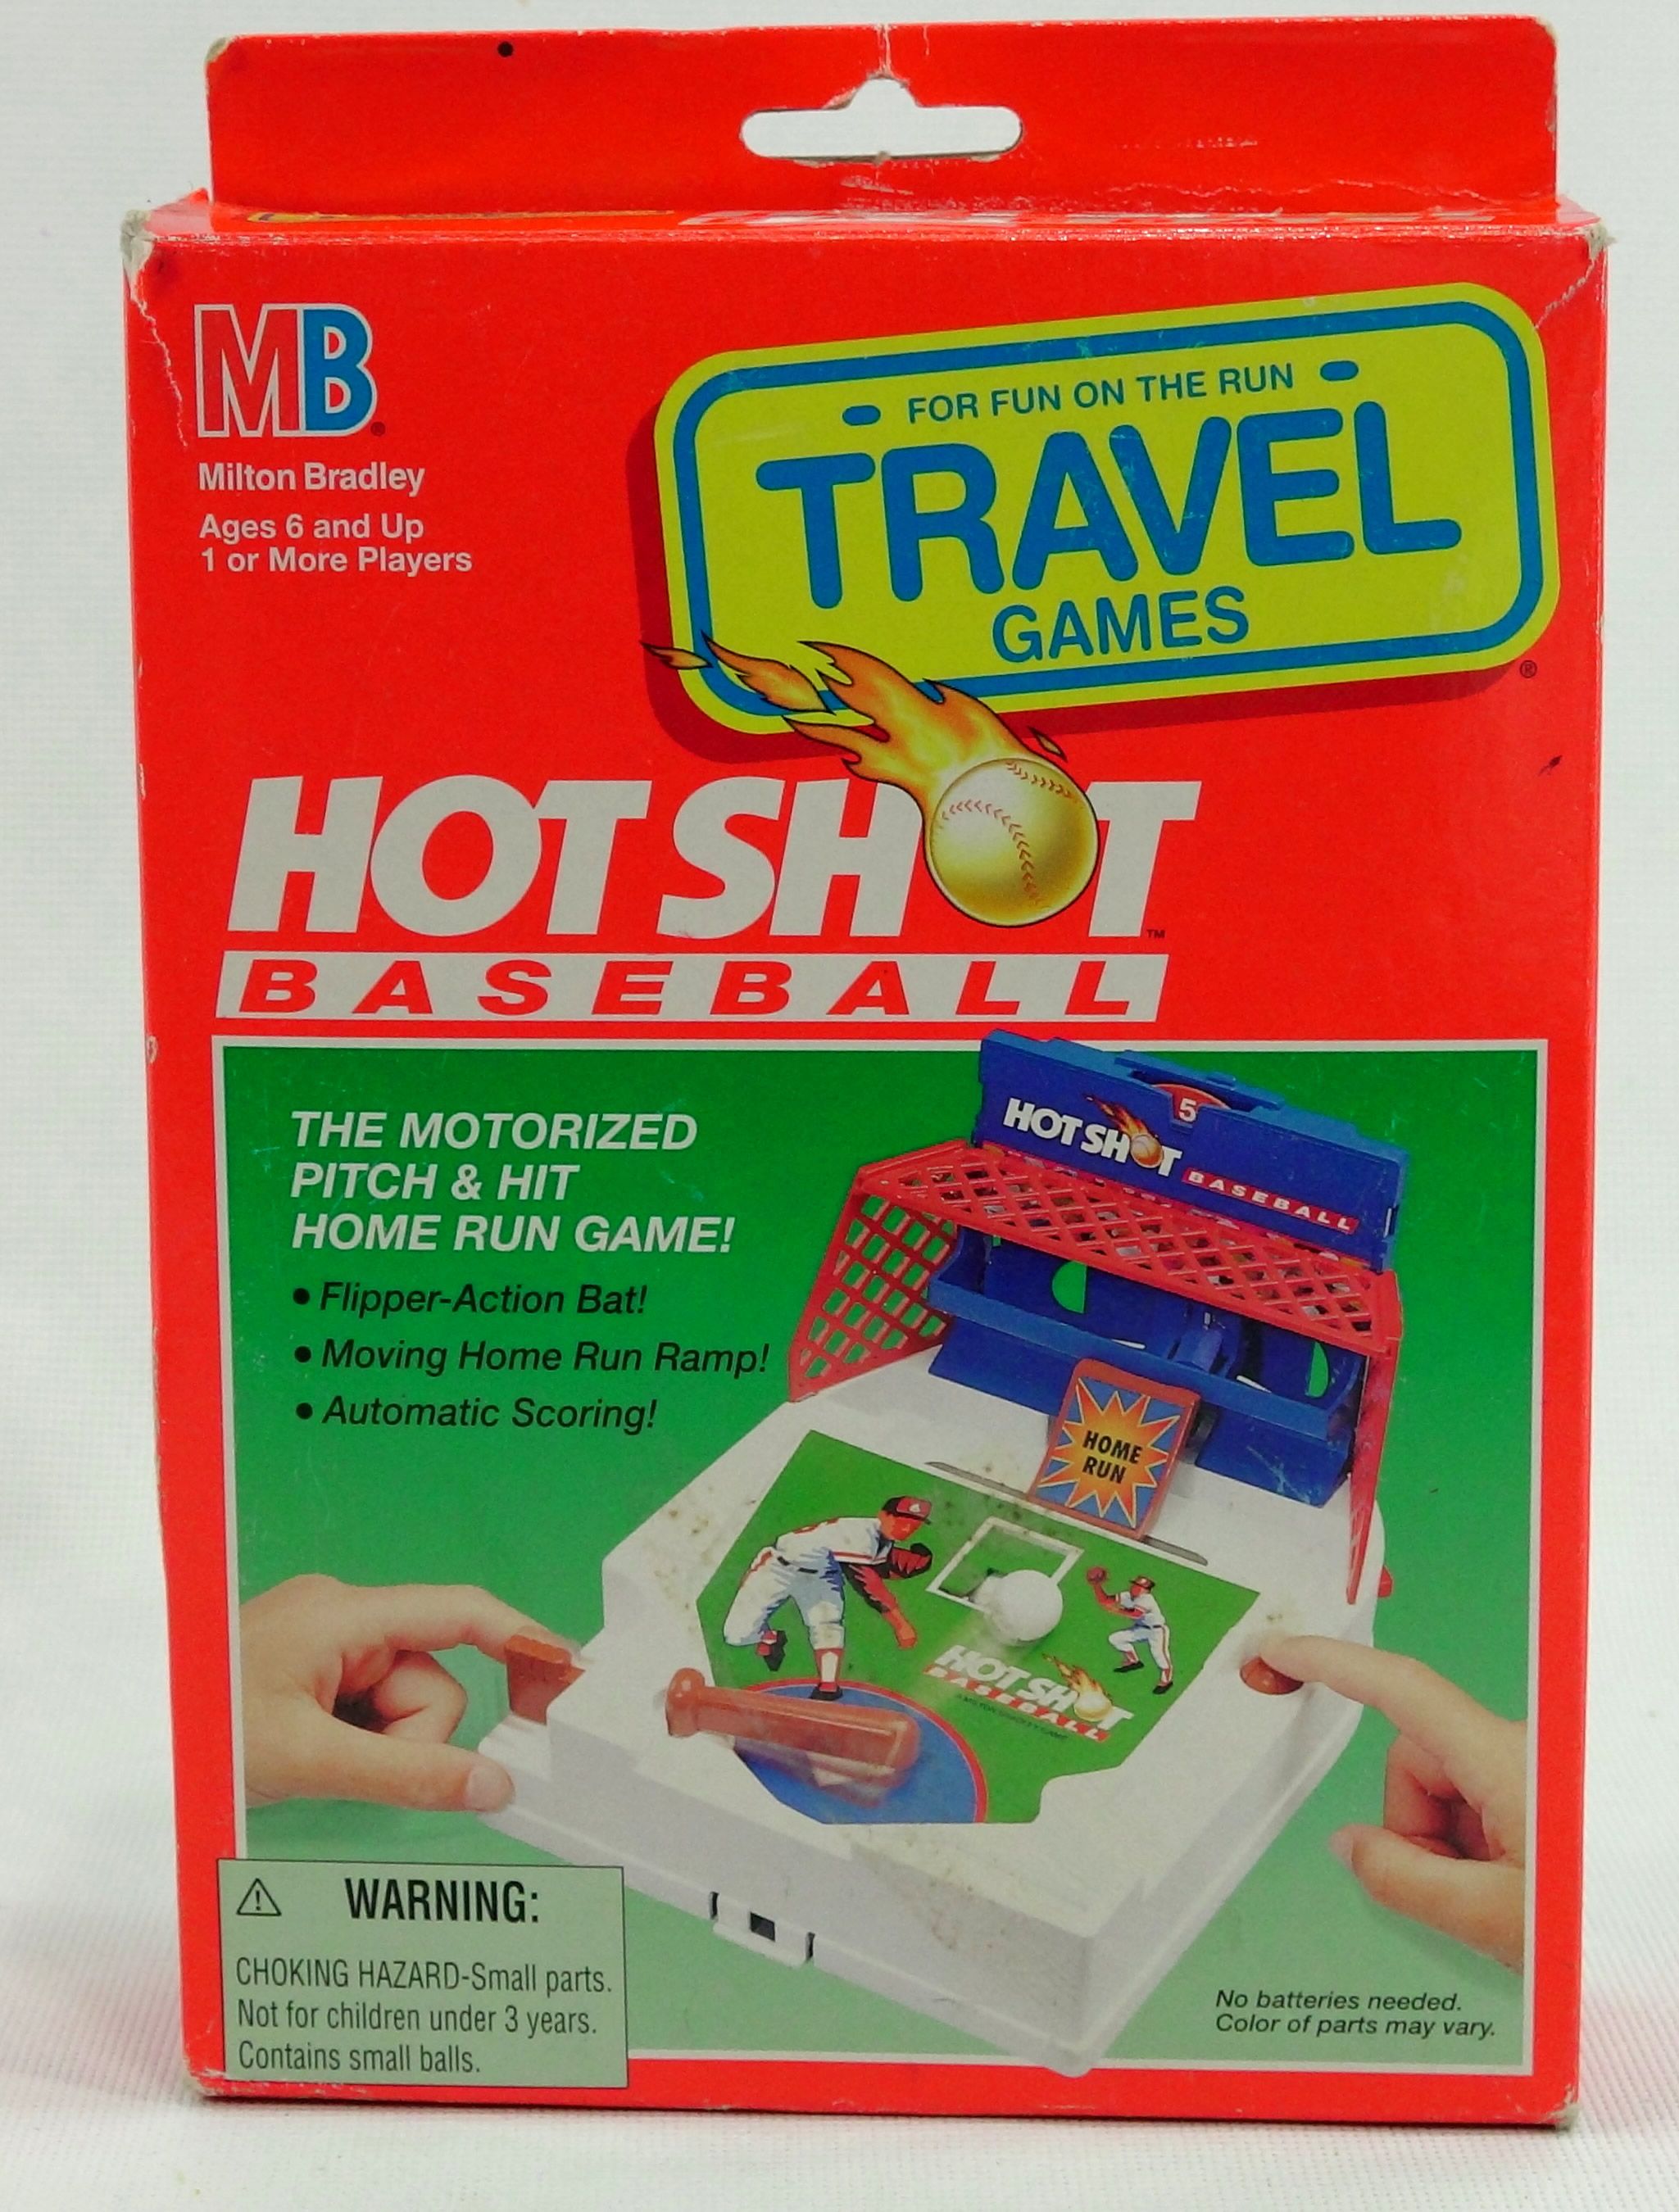 MB®
Milton Bradley
Ages 6 and Up
1 or More Players
FOR FUN ON THE RUN
TRAVEL
GAMES
®
HOT SHOT™
BASEBALL
THE MOTORIZED
PITCH & HIT
HOME RUN GAME!
• Flipper-Action Bat!
• Moving Home Run Ramp!
• Automatic Scoring!
5
HOT SHOT BASEBALL
HOME
RUN
HOT SHOT
BASEBALL
WARNING:
CHOKING HAZARD-Small parts.
Not for children under 3 years.
Contains small balls.
No batteries needed.
Color of parts may vary.